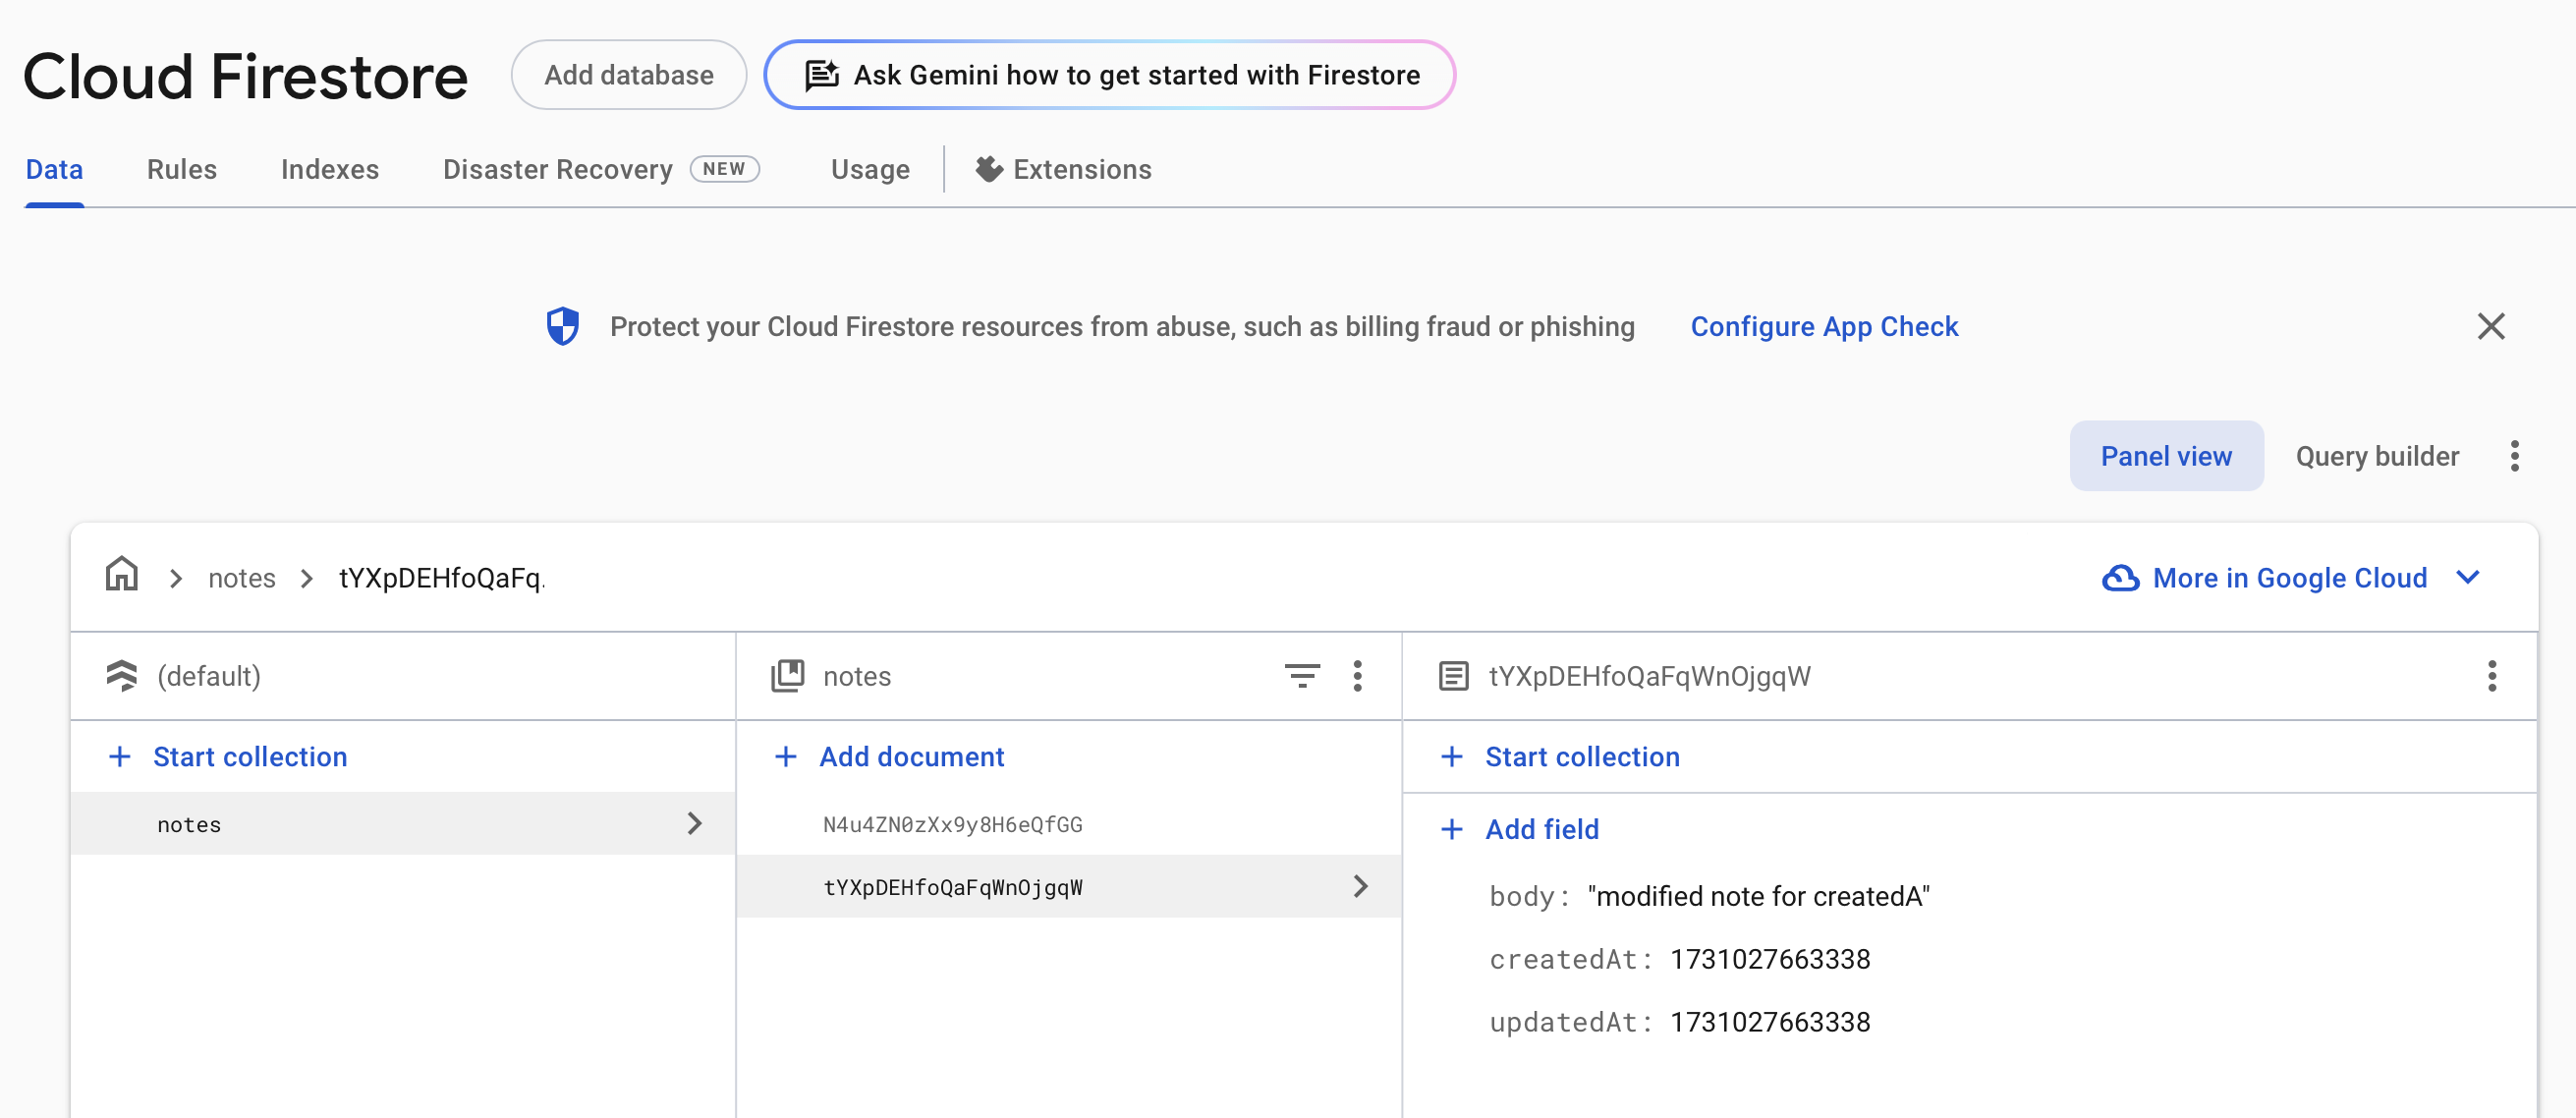 Cloud Firestore
Add database
Ask Gemini how to get started with Firestore
Data
Rules
Indexes
Disaster Recovery NEW
Usage
Extensions
Protect your Cloud Firestore resources from abuse, such as billing fraud or phishing
Configure App Check
Panel view
Query builder
notes
tYXpDEHfoQaFq.
More in Google Cloud
(default)
notes
tYXpDEHfoQaFqWnOjgqW
+ Start collection
+ Add document
+ Start collection
notes
N4u4ZN0zXx9y8H6eQfGG
+ Add field
tYXpDEHfoQaFqWnOjgqW
body: "modified note for createdA"
createdAt: 1731027663338
updatedAt: 1731027663338